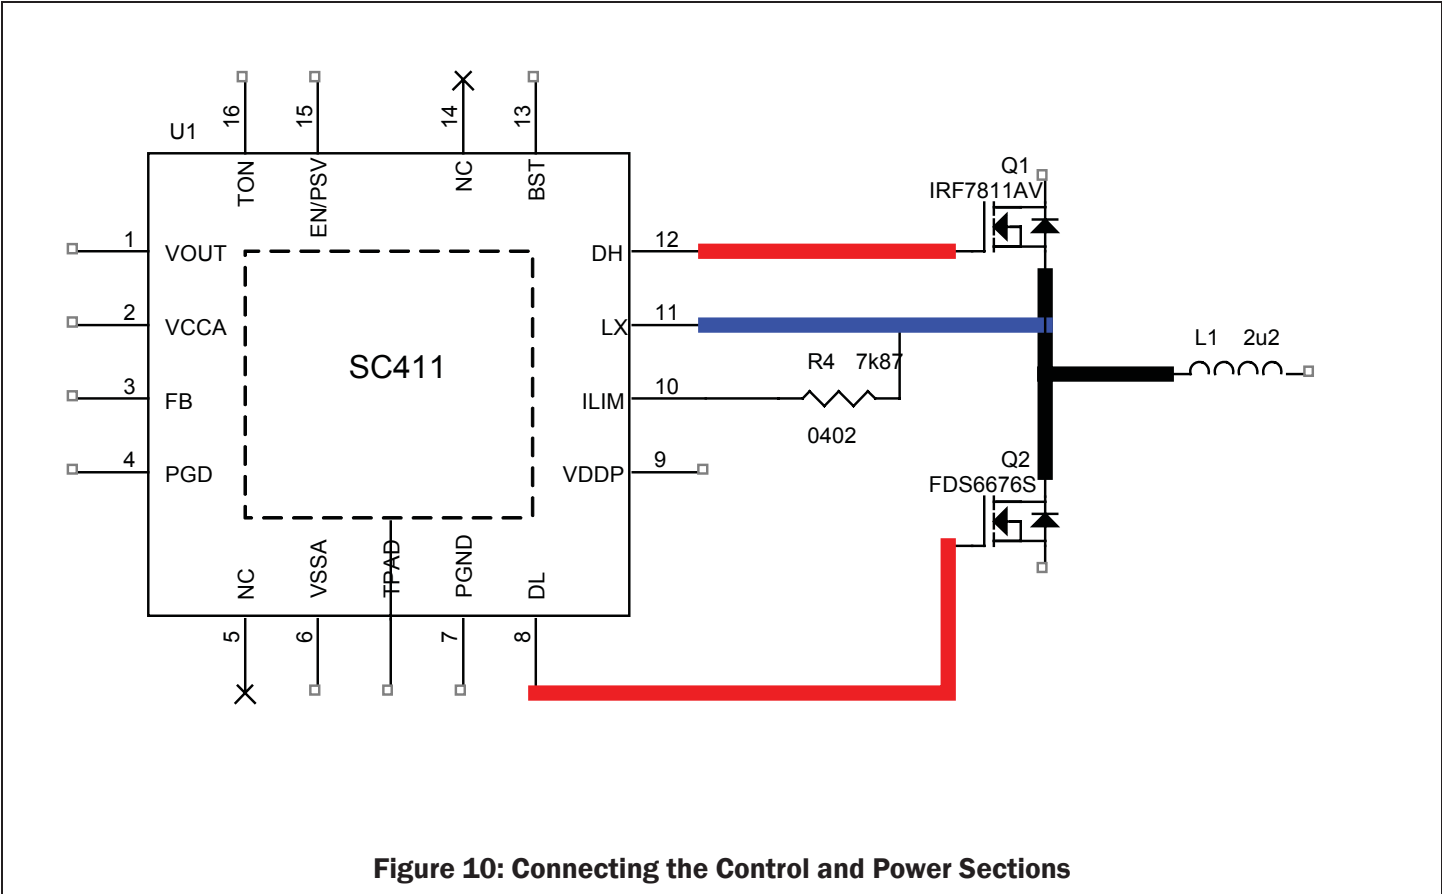 U1
16
15
14
13
TON
EN/PSV
NC
BST
1
VOUT
2
VCCA
3
FB
4
PGD
SC411
DH
12
LX
11
ILIM
10
VDDP
9
NC
VSSA
TPAD
PGND
DL
5
6
7
8
Q1
IRF7811AV
R4 7k87
0402
L1 2u2
Q2
FDS6676S
Figure 10: Connecting the Control and Power Sections